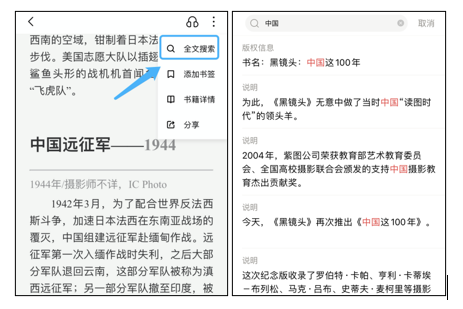 西南的空域，钳制着日本法
步伐。美国志愿大队以插翅
鲨鱼头形的战机机首闻
“飞虎队”。
全文搜索
添加书签
书籍详情
分享
中国远征军——1944
1944年/摄影师不详，IC Photo
1942年3月，为了配合世界反法西
斯斗争，加速日本法西在东南亚战场的
覆灭，中国组建远征军赴缅甸作战。远
征军第一次入缅作战时失利，之后大部
分军队退回云南，这部分军队被称为滇
西远征军；另一部分军队撤至印度，被
中国
取消
版权信息
书名：黑镜头：中国这100年
说明
为此，《黑镜头》无意中做了当时中国“读图时
代”的领头羊。
说明
2004年，紫图公司荣获教育部艺术教育委员
会、全国高校摄影联合会颁发的支持中国摄影教
育杰出贡献奖。
说明
今天，《黑镜头》再次推出《中国这100年》。
说明
这次纪念版收录了罗伯特·卡帕、亨利·卡蒂埃
－布列松、马克·吕布、史蒂夫·麦柯里等摄影